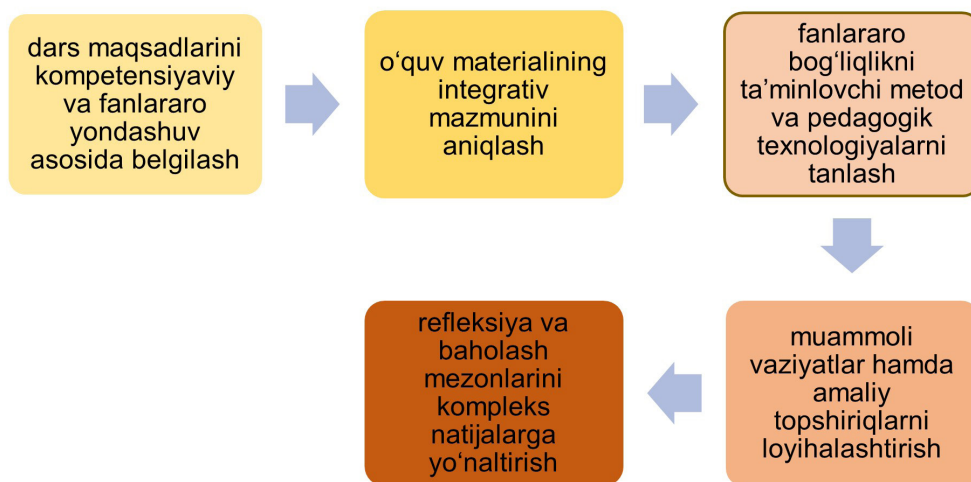 dars maqsadlarini
kompetensiyaviy
va fanlararo
yondashuv
asosida belgilash
o‘quv materialining
integrativ
mazmunini
aniqlash
fanlararo
bog‘liqlikni
ta’minlovchi metod
va pedagogik
texnologiyalarni
tanlash
muammoli
vaziyatlar hamda
amaliy
topshiriqlarni
loyihalashtirish
refleksiya va
baholash
mezonlarini
kompleks
natijalarga
yo‘naltirish